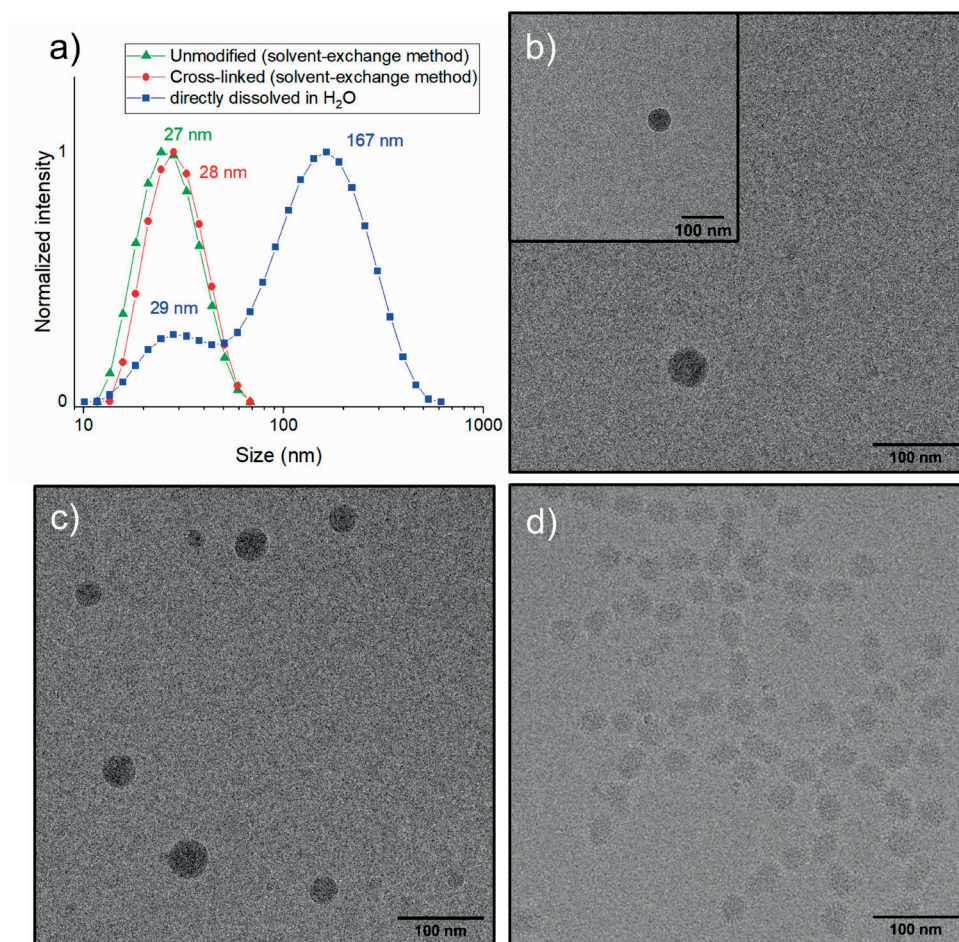 a)
Unmodified (solvent-exchange method)
Cross-linked (solvent-exchange method)
directly dissolved in H₂O
27 nm
167 nm
28 nm
29 nm
1
0
Normalized intensity
10
100
1000
Size (nm)
b)
100 nm
100 nm
c)
100 nm
d)
100 nm